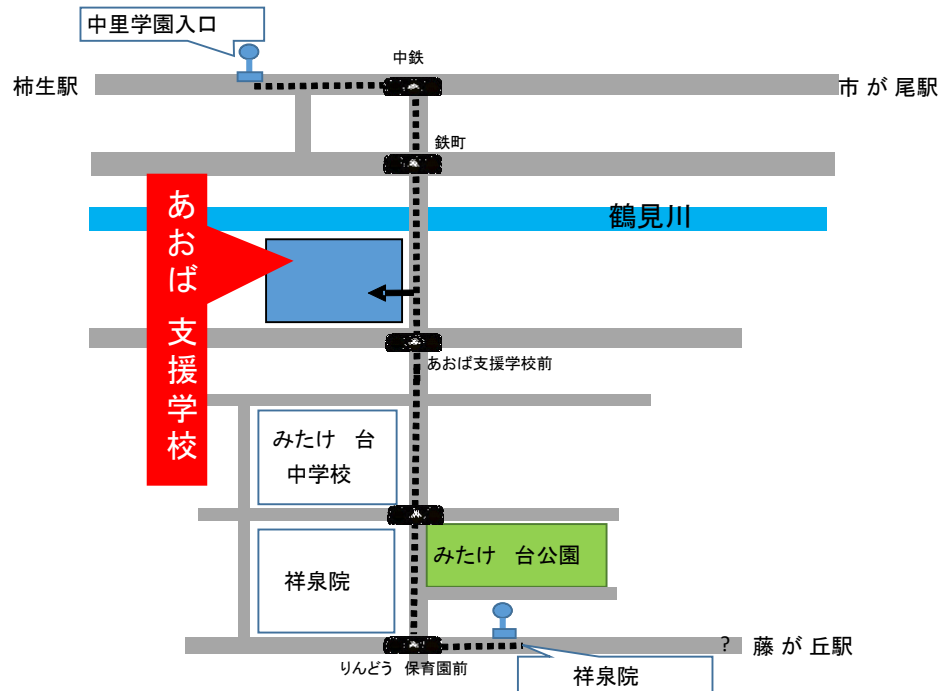 中里学園入口
中鉄
柿生駅
市 が 尾駅
鉄町
鶴見川
あおば 支援学校
あおば支援学校前
みたけ 台
中学校
みたけ 台公園
祥泉院
? 藤 が 丘駅
りんどう 保育園前
祥泉院